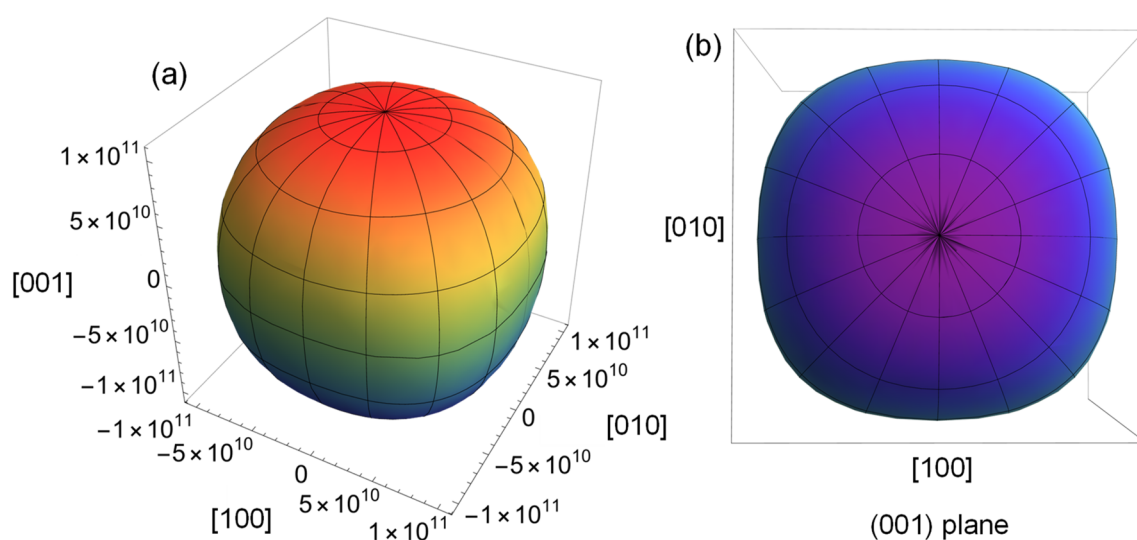 (a)
1 × 10¹¹
5 × 10¹⁰
[001]
0
−5 × 10¹⁰
−1 × 10¹¹
−1 × 10¹¹
−5 × 10¹⁰
0
5 × 10¹⁰
1 × 10¹¹
[100]
1 × 10¹¹
5 × 10¹⁰
0
[010]
−5 × 10¹⁰
−1 × 10¹¹
(b)
[010]
[100]
(001) plane